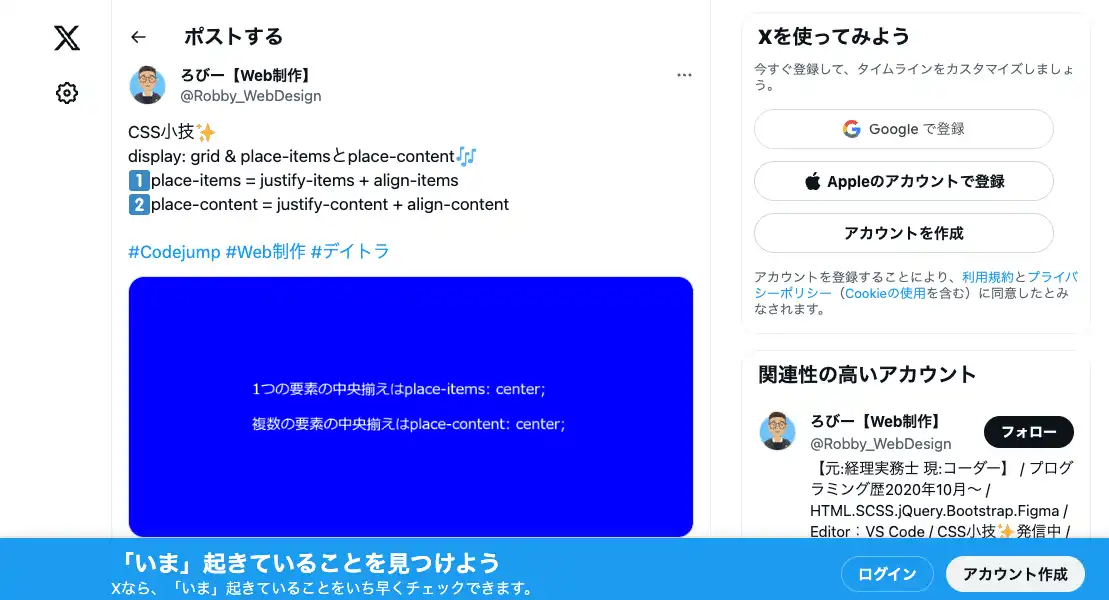 ポストする
ろびー【Web制作】
@Robby_WebDesign
CSS小技✨
display: grid & place-itemsとplace-content🎶
1️⃣place-items = justify-items + align-items
2️⃣place-content = justify-content + align-content
#Codejump #Web制作 #デイトラ
1つの要素の中央揃えはplace-items: center;
複数の要素の中央揃えはplace-content: center;
Xを使ってみよう
今すぐ登録して、タイムラインをカスタマイズしましょ
う。
Google で登録
Appleのアカウントで登録
アカウントを作成
アカウントを登録することにより、利用規約とプライバ
シーポリシー（Cookieの使用を含む）に同意したとみ
なされます。
関連性の高いアカウント
ろびー【Web制作】
@Robby_WebDesign
フォロー
【元:経理実務士 現:コーダー】 / プログ
ラミング歴2020年10月〜 /
HTML.SCSS.jQuery.Bootstrap.Figma /
Editor：VS Code / CSS小技✨発信中 /
「いま」起きていることを見つけよう
Xなら、「いま」起きていることをいち早くチェックできます。
ログイン
アカウント作成